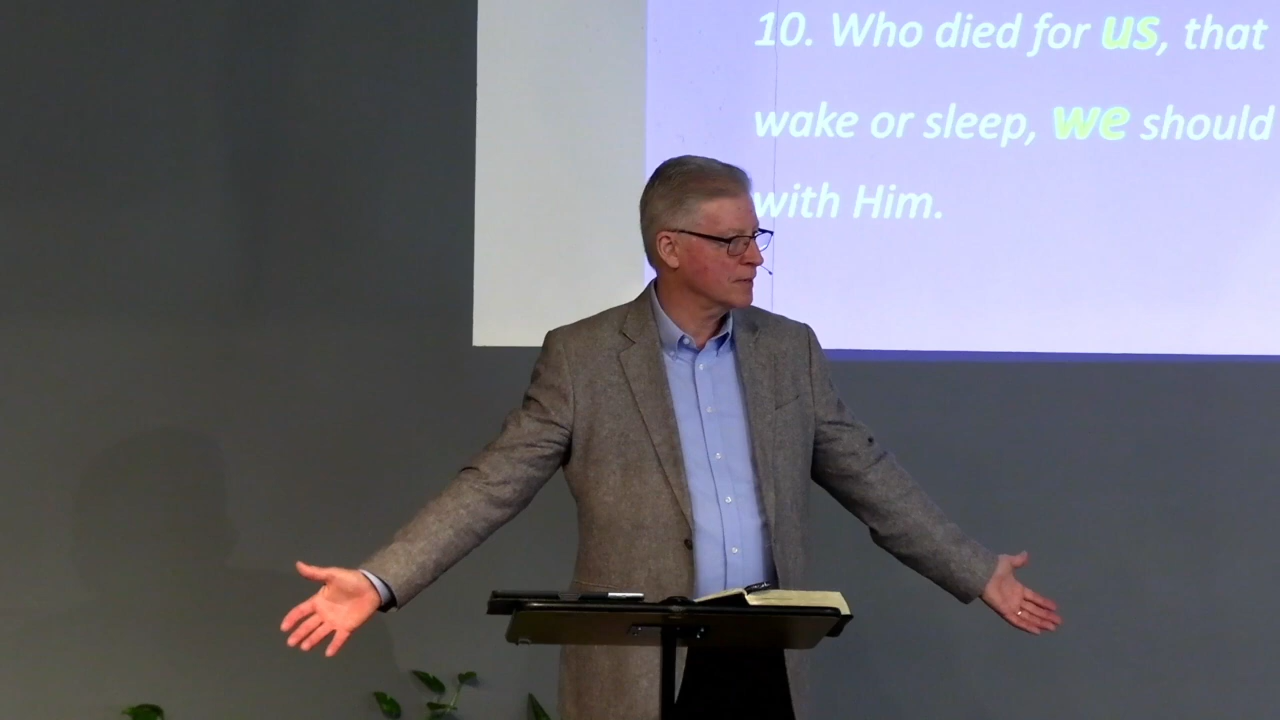 10. Who died for us, that
wake or sleep, we should
with Him.